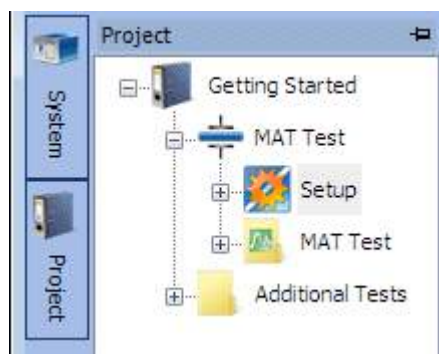 System
Project
Project
Getting Started
MAT Test
Setup
MAT Test
Additional Tests